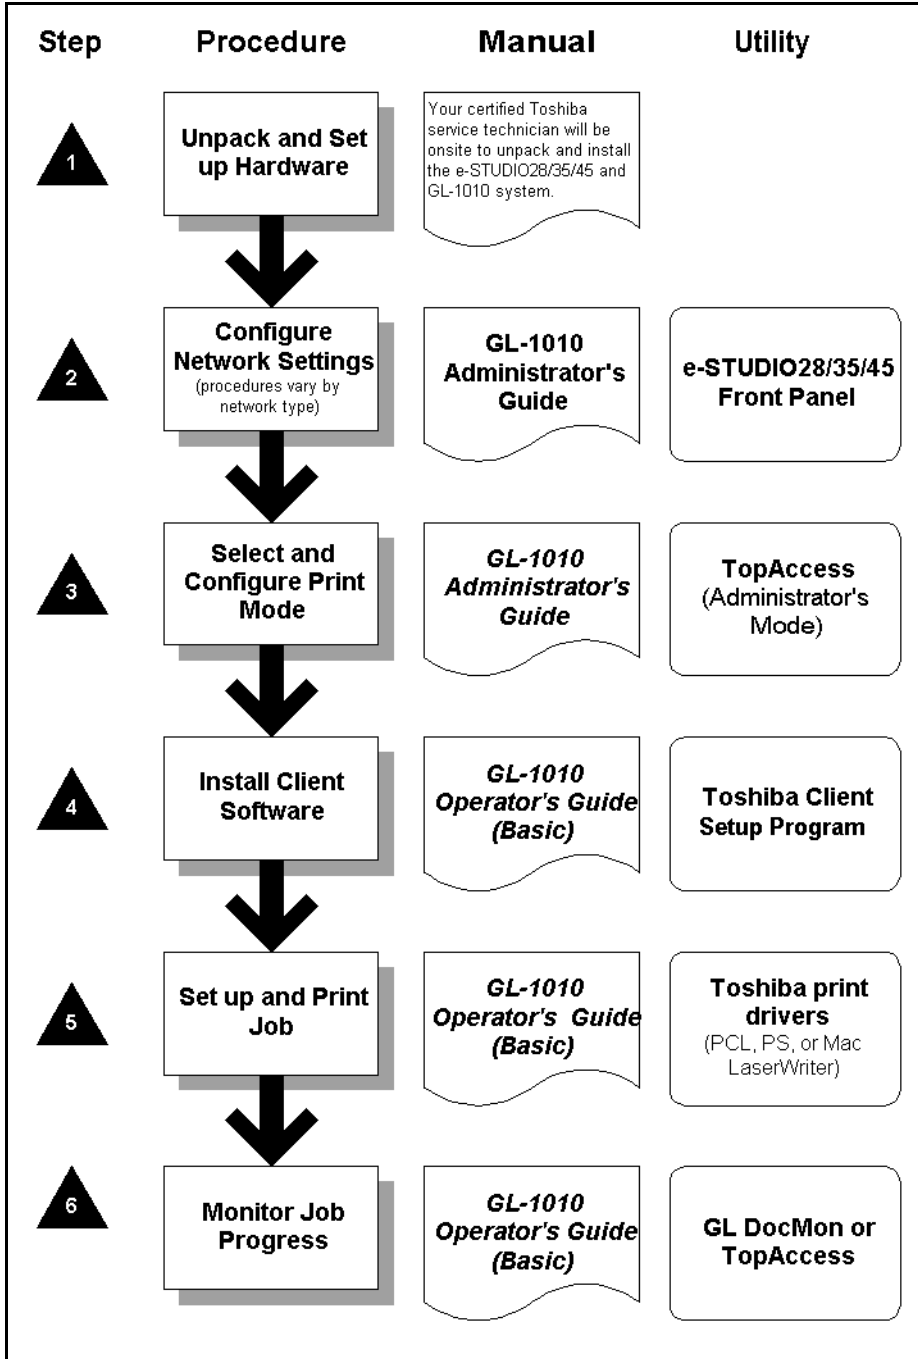 Step Procedure Manual Utility
1
Unpack and Set
up Hardware
Your certified Toshiba
service technician will be
onsite to unpack and install
the e-STUDIO28/35/45 and
GL-1010 system.
2
Configure
Network Settings
(procedures vary by
network type)
GL-1010
Administrator's
Guide
e-STUDIO28/35/45
Front Panel
3
Select and
Configure Print
Mode
GL-1010
Administrator's
Guide
TopAccess
(Administrator's
Mode)
4
Install Client
Software
GL-1010
Operator's Guide
(Basic)
Toshiba Client
Setup Program
5
Set up and Print
Job
GL-1010
Operator's Guide
(Basic)
Toshiba print
drivers
(PCL, PS, or Mac
LaserWriter)
6
Monitor Job
Progress
GL-1010
Operator's Guide
(Basic)
GL DocMon or
TopAccess